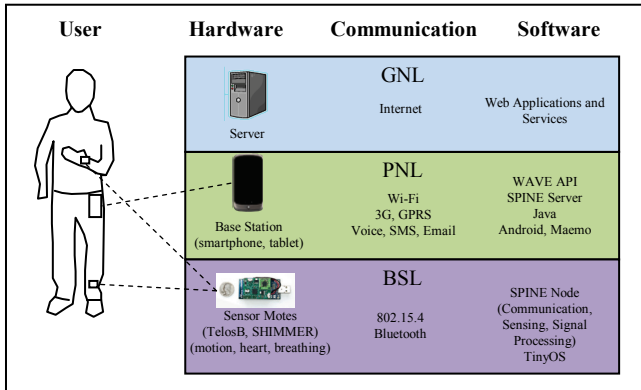 User
Hardware
Communication
Software
GNL
Internet
Server
Web Applications and
Services
PNL
Wi-Fi
3G, GPRS
Voice, SMS, Email
Base Station
(smartphone, tablet)
WAVE API
SPINE Server
Java
Android, Maemo
BSL
802.15.4
Bluetooth
Sensor Motes
(TelosB, SHIMMER)
(motion, heart, breathing)
SPINE Node
(Communication,
Sensing, Signal
Processing)
TinyOS